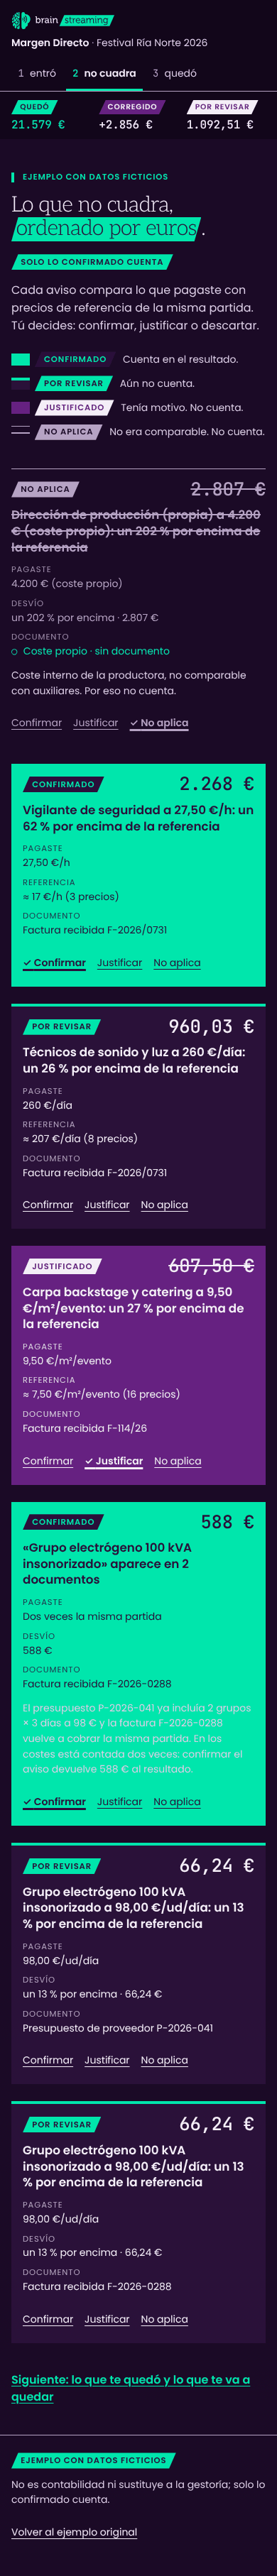 brain streaming
Margen Directo · Festival Ría Norte 2026
1 entró 2 no cuadra 3 quedó
QUEDÓ CORREGIDO POR REVISAR
21.579 € +2.856 € 1.092,51 €
EJEMPLO CON DATOS FICTICIOS
Lo que no cuadra,
ordenado por euros.
SOLO LO CONFIRMADO CUENTA
Cada aviso compara lo que pagaste con
precios de referencia de la misma partida.
Tú decides: confirmar, justificar o descartar.
CONFIRMADO Cuenta en el resultado.
POR REVISAR Aún no cuenta.
JUSTIFICADO Tenía motivo. No cuenta.
NO APLICA No era comparable. No cuenta.
NO APLICA 2.807 €
Dirección de producción (propia) a 4.200
€ (coste propio): un 202 % por encima de
la referencia
PAGASTE
4.200 € (coste propio)
DESVÍO
un 202 % por encima · 2.807 €
DOCUMENTO
Coste propio · sin documento
Coste interno de la productora, no comparable
con auxiliares. Por eso no cuenta.
Confirmar Justificar ✓ No aplica
CONFIRMADO 2.268 €
Vigilante de seguridad a 27,50 €/h: un
62 % por encima de la referencia
PAGASTE
27,50 €/h
REFERENCIA
≈ 17 €/h (3 precios)
DOCUMENTO
Factura recibida F-2026/0731
✓ Confirmar Justificar No aplica
POR REVISAR 960,03 €
Técnicos de sonido y luz a 260 €/día:
un 26 % por encima de la referencia
PAGASTE
260 €/día
REFERENCIA
≈ 207 €/día (8 precios)
DOCUMENTO
Factura recibida F-2026/0731
Confirmar Justificar No aplica
JUSTIFICADO 607,50 €
Carpa backstage y catering a 9,50
€/m²/evento: un 27 % por encima de
la referencia
PAGASTE
9,50 €/m²/evento
REFERENCIA
≈ 7,50 €/m²/evento (16 precios)
DOCUMENTO
Factura recibida F-114/26
Confirmar ✓ Justificar No aplica
CONFIRMADO 588 €
«Grupo electrógeno 100 kVA
insonorizado» aparece en 2
documentos
PAGASTE
Dos veces la misma partida
DESVÍO
588 €
DOCUMENTO
Factura recibida F-2026-0288
El presupuesto P-2026-041 ya incluía 2 grupos
× 3 días a 98 € y la factura F-2026-0288
vuelve a cobrar la misma partida. En los
costes está contada dos veces: confirmar el
aviso devuelve 588 € al resultado.
✓ Confirmar Justificar No aplica
POR REVISAR 66,24 €
Grupo electrógeno 100 kVA
insonorizado a 98,00 €/ud/día: un 13
% por encima de la referencia
PAGASTE
98,00 €/ud/día
DESVÍO
un 13 % por encima · 66,24 €
DOCUMENTO
Presupuesto de proveedor P-2026-041
Confirmar Justificar No aplica
POR REVISAR 66,24 €
Grupo electrógeno 100 kVA
insonorizado a 98,00 €/ud/día: un 13
% por encima de la referencia
PAGASTE
98,00 €/ud/día
DESVÍO
un 13 % por encima · 66,24 €
DOCUMENTO
Factura recibida F-2026-0288
Confirmar Justificar No aplica
Siguiente: lo que te quedó y lo que te va a
quedar
EJEMPLO CON DATOS FICTICIOS
No es contabilidad ni sustituye a la gestoría; solo lo
confirmado cuenta.
Volver al ejemplo original